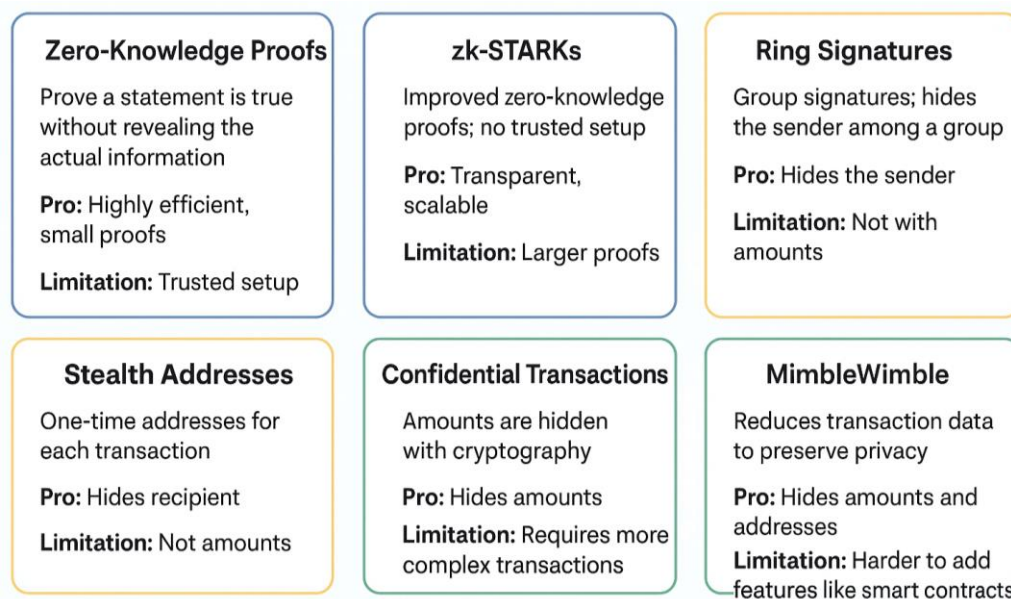 Zero-Knowledge Proofs
Prove a statement is true
without revealing the
actual information
Pro: Highly efficient,
small proofs
Limitation: Trusted setup
zk-STARKs
Improved zero-knowledge
proofs; no trusted setup
Pro: Transparent,
scalable
Limitation: Larger proofs
Ring Signatures
Group signatures; hides
the sender among a group
Pro: Hides the sender
Limitation: Not with
amounts
Stealth Addresses
One-time addresses for
each transaction
Pro: Hides recipient
Limitation: Not amounts
Confidential Transactions
Amounts are hidden
with cryptography
Pro: Hides amounts
Limitation: Requires more
complex transactions
MimbleWimble
Reduces transaction data
to preserve privacy
Pro: Hides amounts and
addresses
Limitation: Harder to add
features like smart contracts